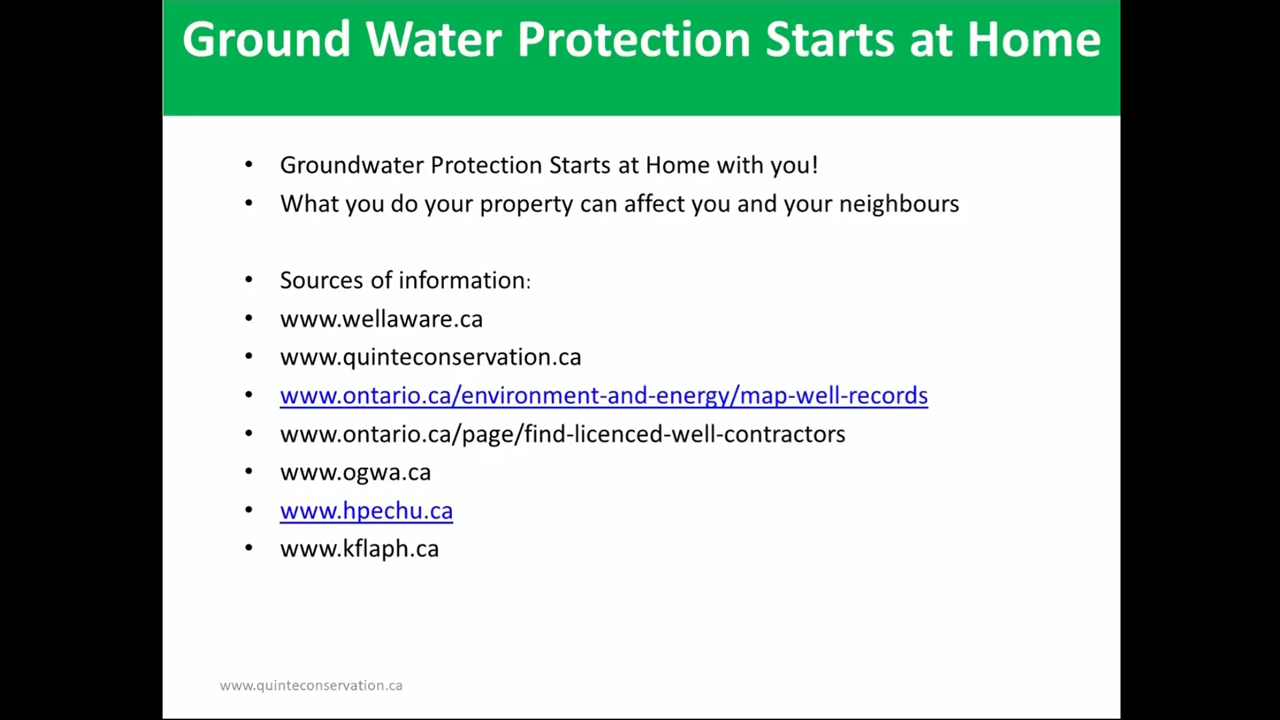 Ground Water Protection Starts at Home
• Groundwater Protection Starts at Home with you!
• What you do your property can affect you and your neighbours
• Sources of information:
• www.wellaware.ca
• www.quinteconservation.ca
• www.ontario.ca/environment-and-energy/map-well-records
• www.ontario.ca/page/find-licenced-well-contractors
• www.ogwa.ca
• www.hpechu.ca
• www.kflaph.ca
www.quinteconservation.ca